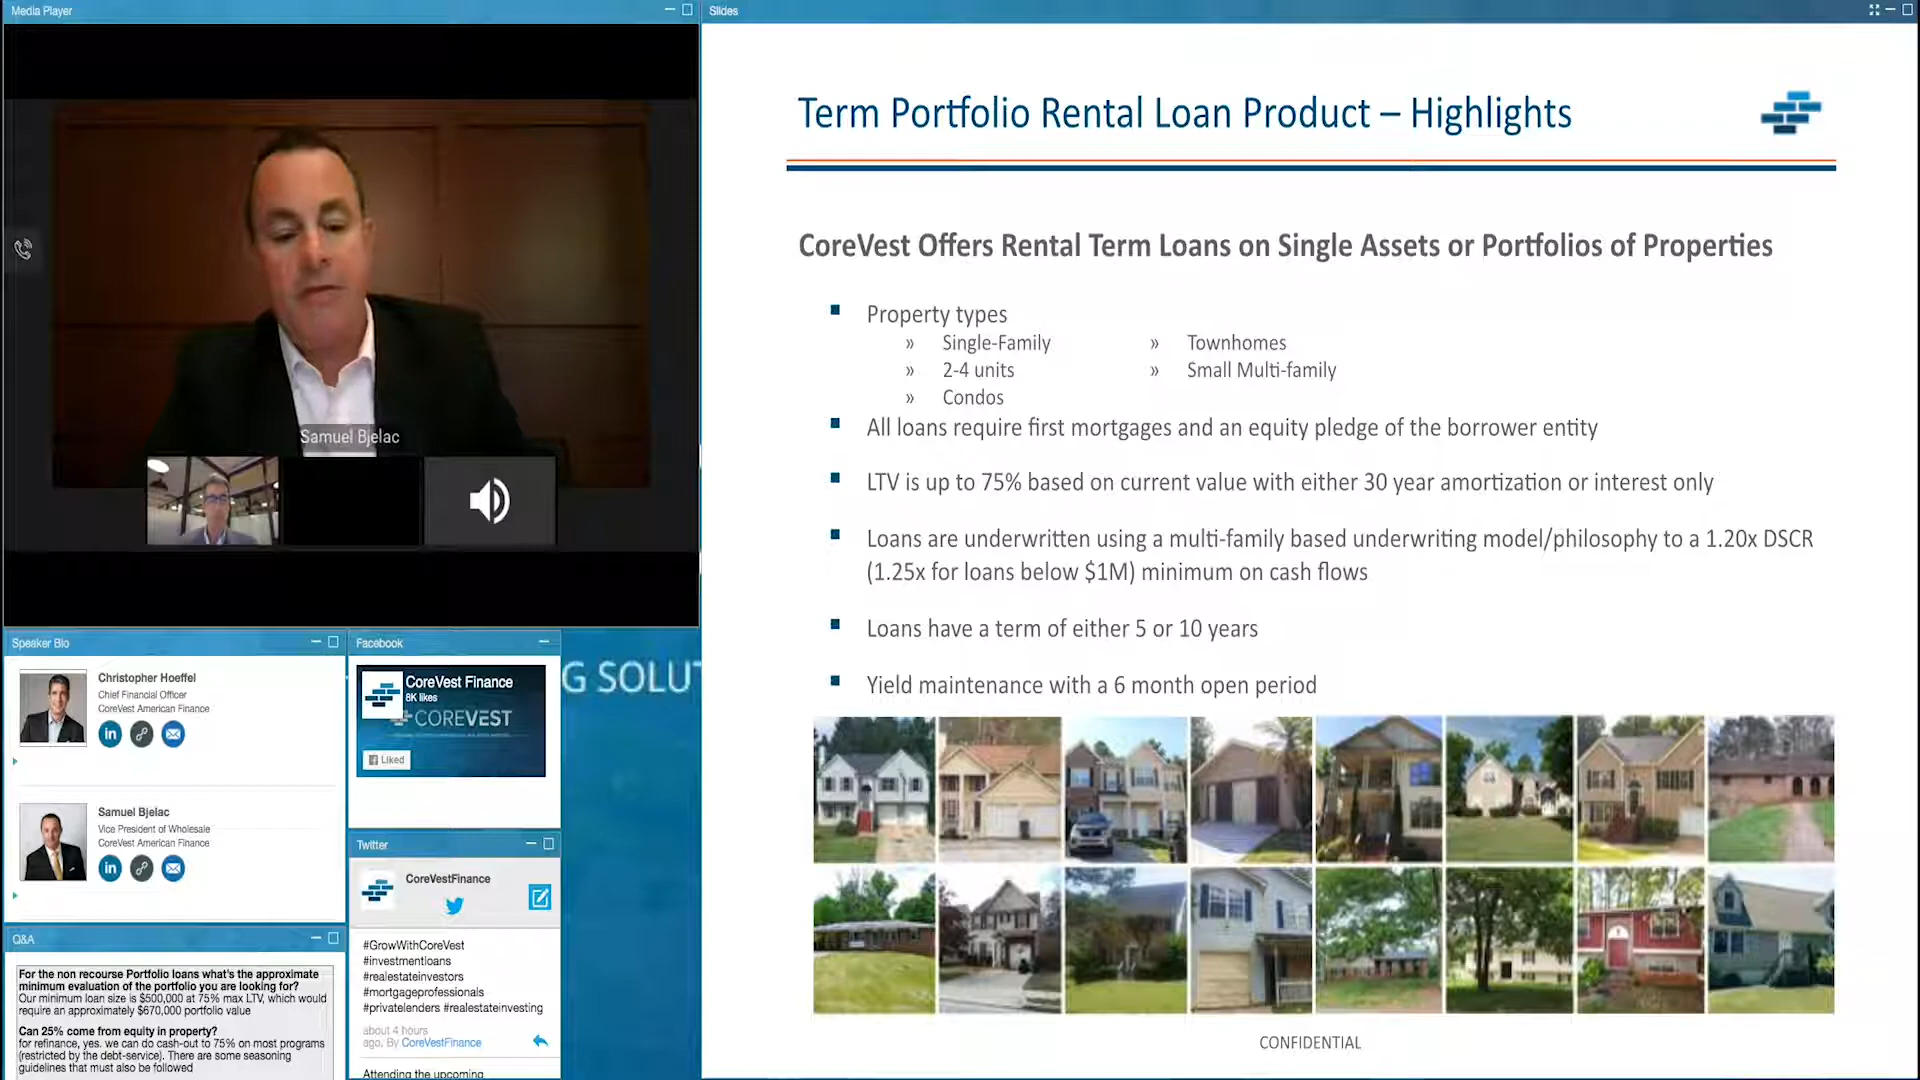 Media Player
Samuel Bjelac
Speaker Bio
Christopher Hoeffel
Chief Financial Officer
CoreVest American Finance
in
Samuel Bjelac
Vice President of Wholesale
CoreVest American Finance
in
Q&A
For the non recourse Portfolio loans what's the approximate
minimum evaluation of the portfolio you are looking for?
Our minimum loan size is $500,000 at 75% max LTV, which would
require an approximately $670,000 portfolio value
Can 25% come from equity in property?
for refinance, yes. we can do cash-out to 75% on most programs
(restricted by the debt-service). There are some seasoning
guidelines that must also be followed
Facebook
CoreVest Finance
8K likes
COREVEST
Liked
G SOLUT
Twitter
CoreVestFinance
#GrowWithCoreVest
#investmentloans
#realestateinvestors
#mortgageprofessionals
#privatelenders #realestateinvesting
about 4 hours
ago, By CoreVestFinance
Attending the upcoming
Slides
Term Portfolio Rental Loan Product – Highlights
CoreVest Offers Rental Term Loans on Single Assets or Portfolios of Properties
▪ Property types
» Single-Family » Townhomes
» 2-4 units » Small Multi-family
» Condos
▪ All loans require first mortgages and an equity pledge of the borrower entity
▪ LTV is up to 75% based on current value with either 30 year amortization or interest only
▪ Loans are underwritten using a multi-family based underwriting model/philosophy to a 1.20x DSCR
(1.25x for loans below $1M) minimum on cash flows
▪ Loans have a term of either 5 or 10 years
▪ Yield maintenance with a 6 month open period
CONFIDENTIAL